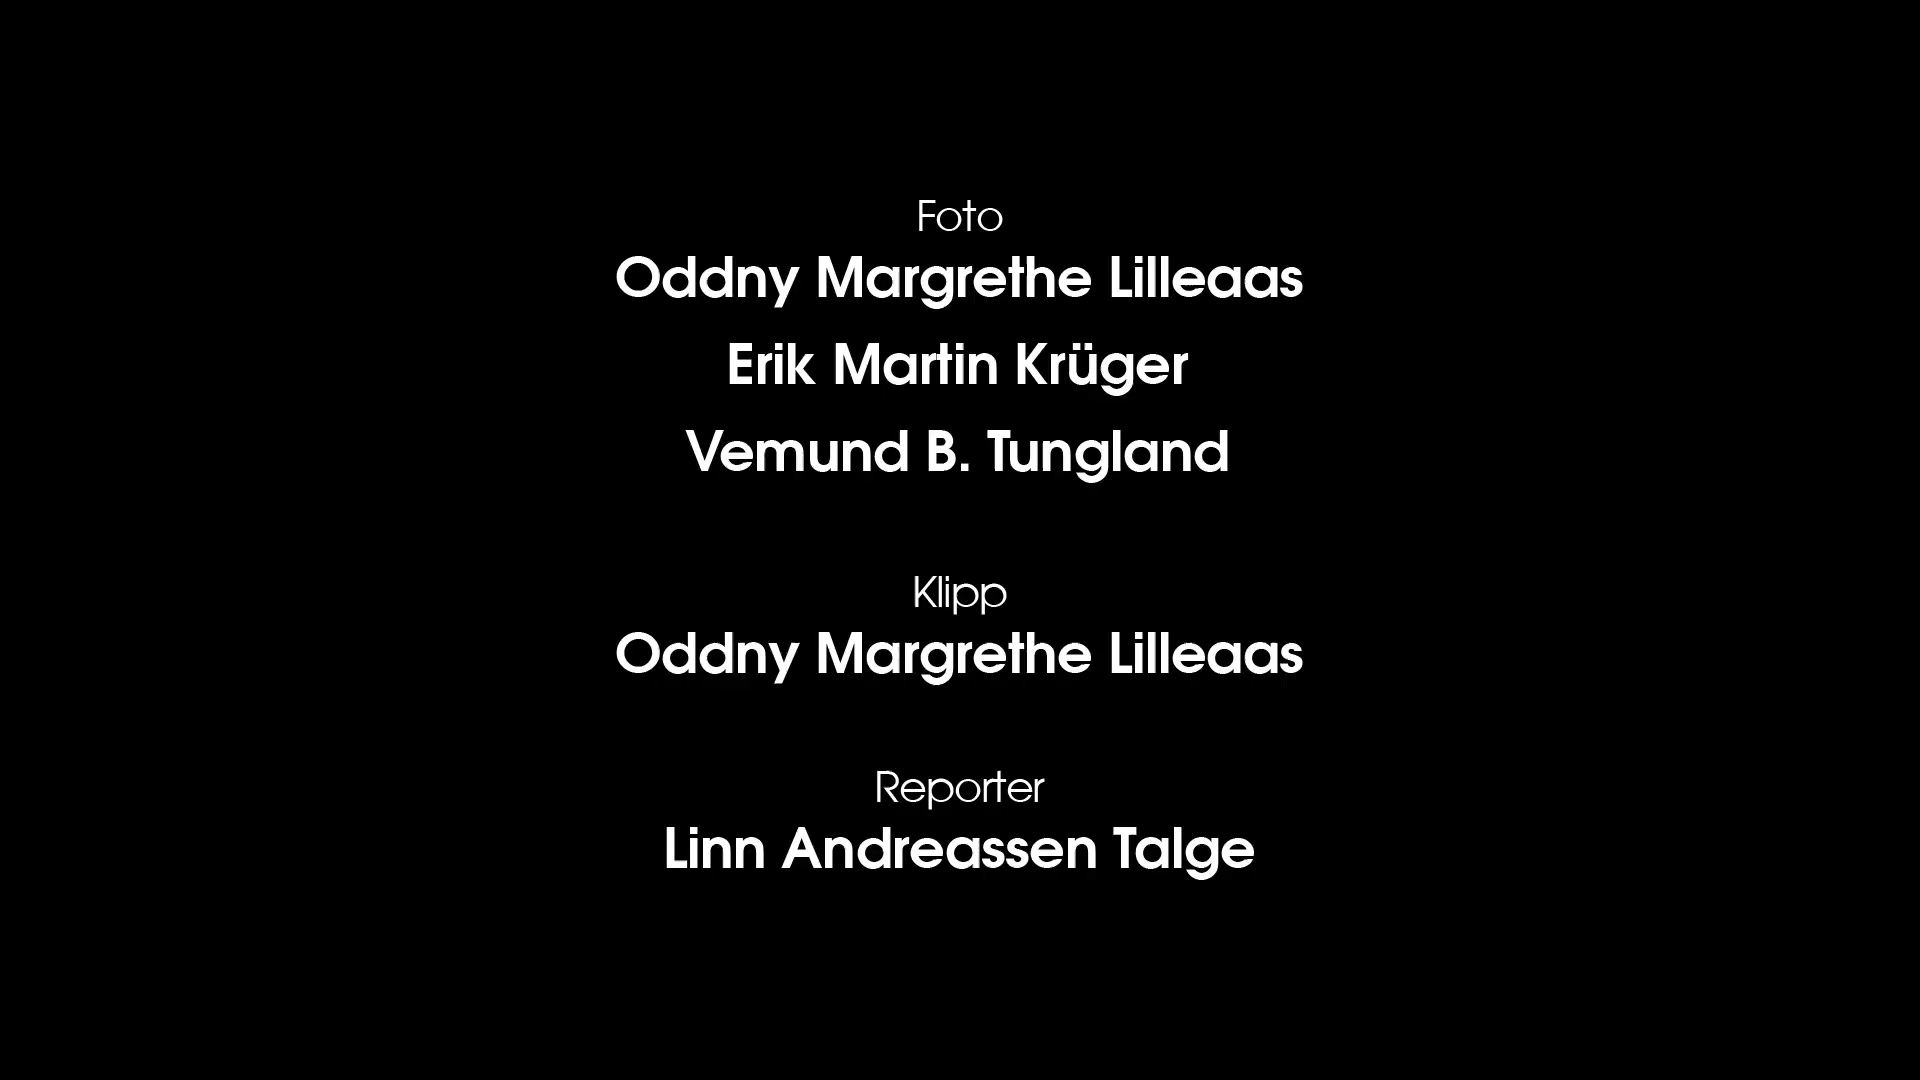 Foto
Oddny Margrethe Lilleaas
Erik Martin Krüger
Vemund B. Tungland
Klipp
Oddny Margrethe Lilleaas
Reporter
Linn Andreassen Talge